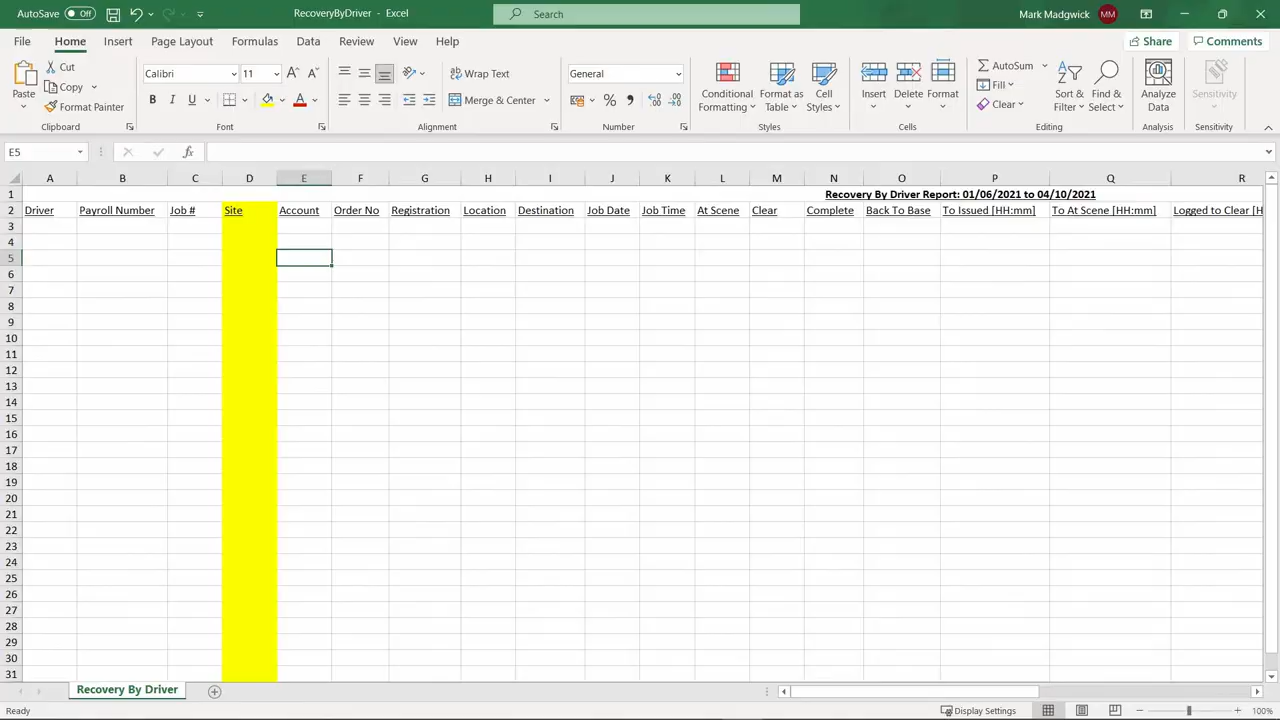 AutoSave Off RecoveryByDriver - Excel Search Mark Madgwick MM
File Home Insert Page Layout Formulas Data Review View Help Share Comments
Paste Cut Copy Format Painter Clipboard
Calibri 11 A A B I U A Font
ab Wrap Text Merge & Center Alignment
General % , Number
Conditional Formatting Format as Table Cell Styles Styles
Insert Delete Format Cells
AutoSum Fill Clear Sort & Filter Find & Select Editing
Analyze Data Analysis
Sensitivity Sensitivity
E5 fx
A B C D E F G H I J K L M N O P Q R
1 Recovery By Driver Report: 01/06/2021 to 04/10/2021
2 Driver Payroll Number Job # Site Account Order No Registration Location Destination Job Date Job Time At Scene Clear Complete Back To Base To Issued [HH:mm] To At Scene [HH:mm] Logged to Clear [H
3
4
5
6
7
8
9
10
11
12
13
14
15
16
17
18
19
20
21
22
23
24
25
26
27
28
29
30
31
Recovery By Driver
Ready Display Settings 100%